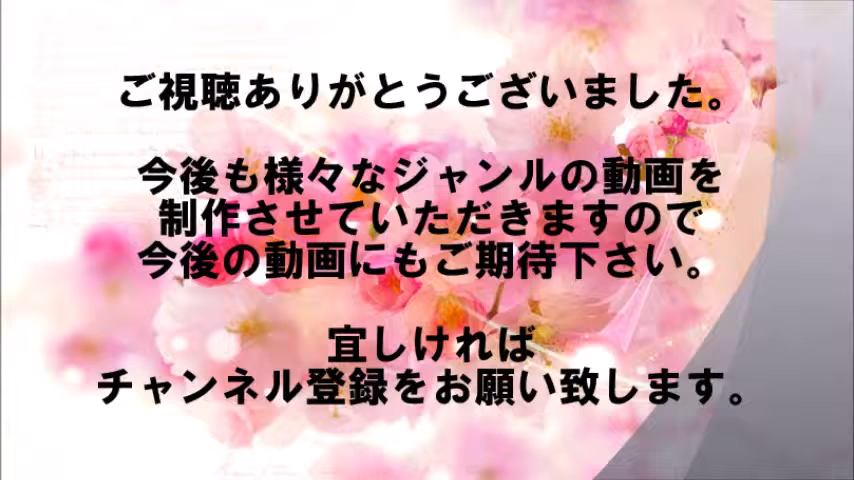 ご視聴ありがとうございました。
今後も様々なジャンルの動画を
制作させていただきますので
今後の動画にもご期待下さい。
宜しければ
チャンネル登録をお願い致します。